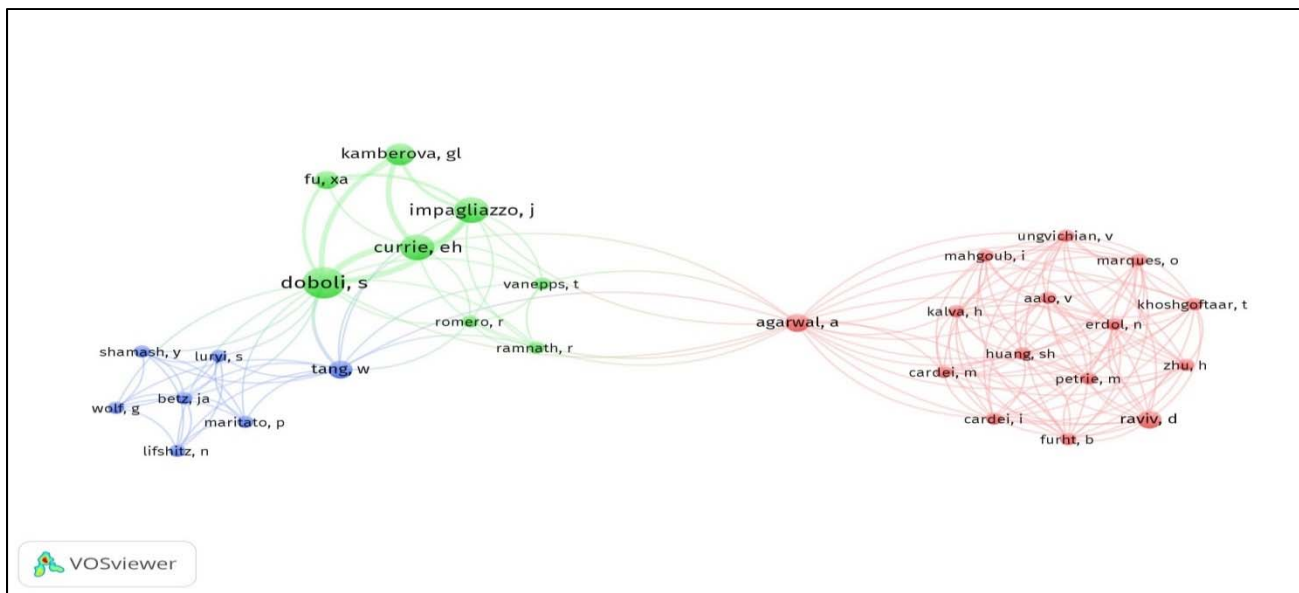 kamberova, gl
fu, xa
impagliazzo, j
currie, eh
doboli, s
vanepps, t
romero, r
ramnath, r
shamash, y
luryi, s
tang, w
betz, ja
wolf, g
maritato, p
lifshitz, n
agarwal, a
ungvichian, v
mahgoub, i
marques, o
aalo, v
khoshgoftaar, t
kalva, h
erdol, n
huang, sh
zhu, h
cardei, m
petrie, m
cardei, i
raviv, d
furht, b
VOSviewer